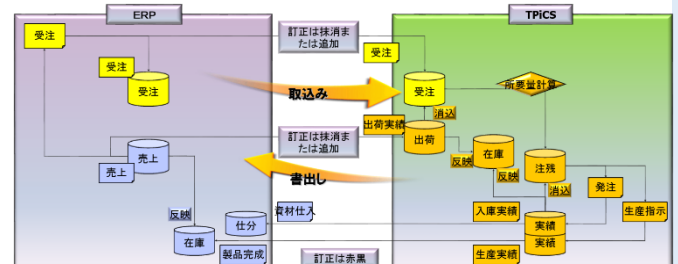 ERP
TPiCS
訂正は抹消ま
たは追加
受注
受注
受注
受注
受注
所要量計算
取込み
消込
出荷実績
訂正は抹消ま
たは追加
出荷
反映
在庫
反映
注残
売上
売上
書出し
消込
発注
反映
資材仕入
仕分
入庫実績
実績
生産指示
在庫
製品完成
訂正は赤黒
生産実績
実績